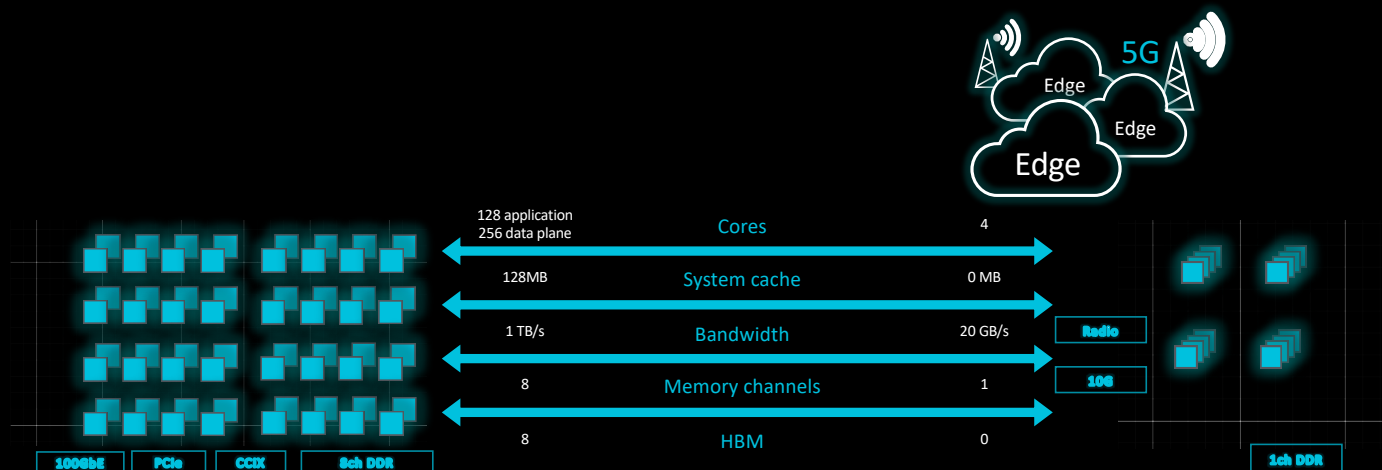 5G
Edge
Edge
Edge
128 application
256 data plane
Cores
4
128MB
System cache
0 MB
1 TB/s
Bandwidth
20 GB/s
Radio
8
Memory channels
1
10G
8
HBM
0
100GbE
PCIe
CCIX
8ch DDR
1ch DDR